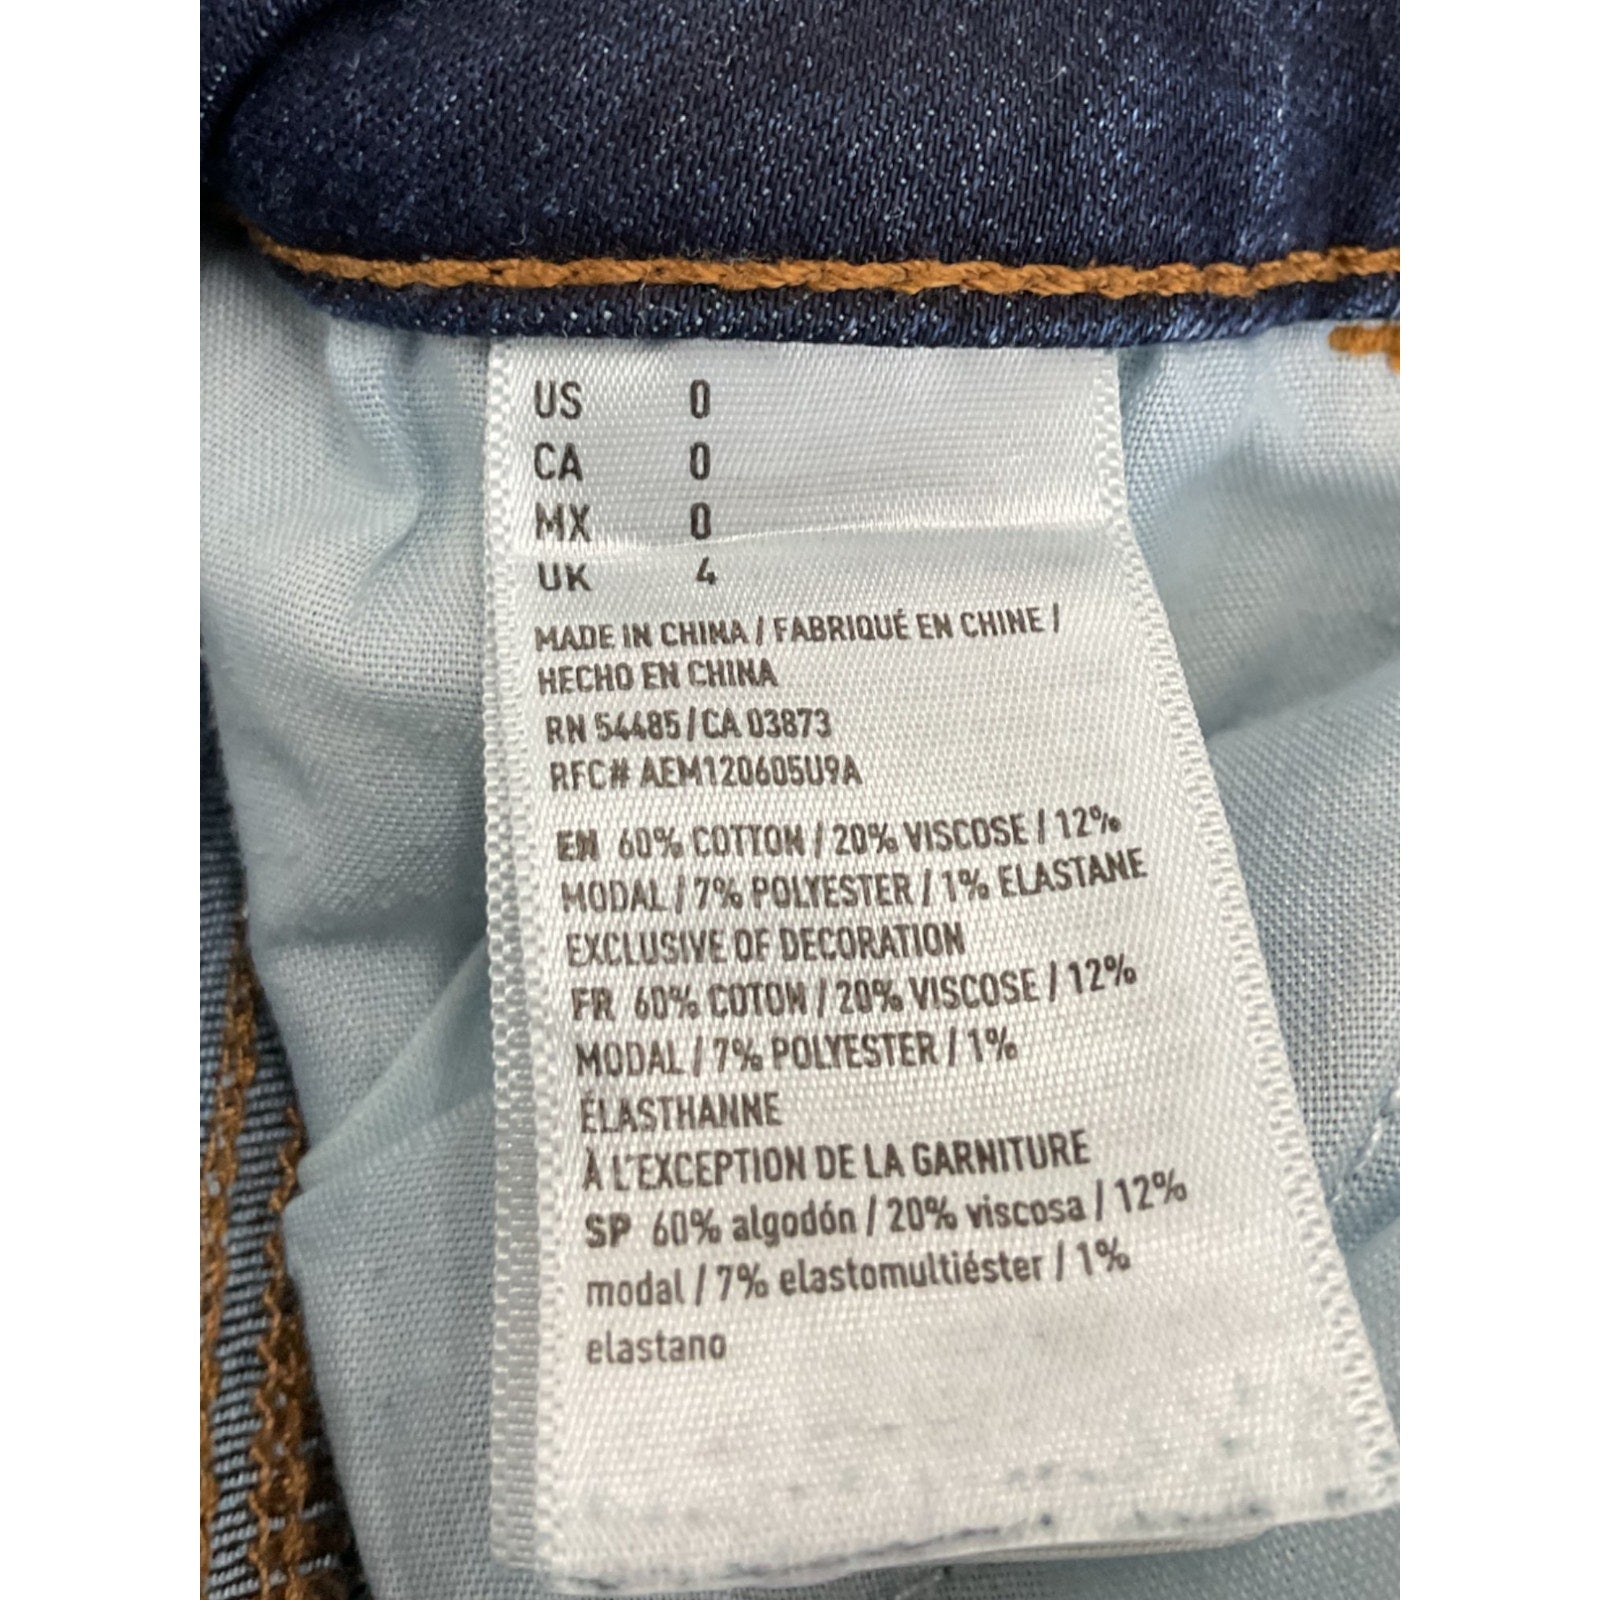 US 0
CA 0
MX 0
UK 4
MADE IN CHINA / FABRIQUÉ EN CHINE /
HECHO EN CHINA
RN 54485 / CA 03873
RFC# AEM120605U9A
EN 60% COTTON / 20% VISCOSE / 12%
MODAL / 7% POLYESTER / 1% ELASTANE
EXCLUSIVE OF DECORATION
FR 60% COTON / 20% VISCOSE / 12%
MODAL / 7% POLYESTER / 1%
ÉLASTHANNE
À L'EXCEPTION DE LA GARNITURE
SP 60% algodón / 20% viscosa / 12%
modal / 7% elastomultiéster / 1%
elastano